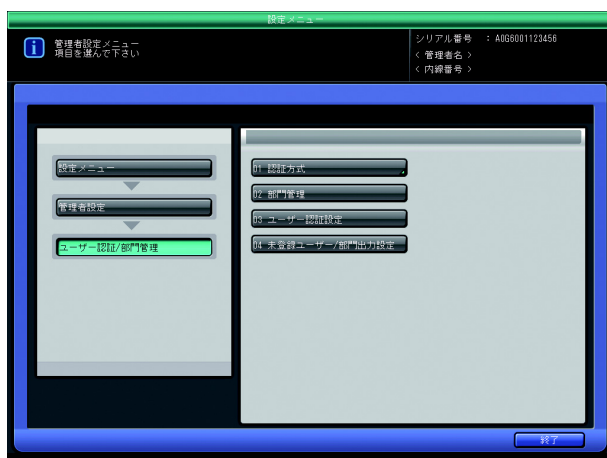 設定メニュー
管理者設定メニュー
項目を選んで下さい
シリアル番号 : A0G6001123456
< 管理者名 >
< 内線番号 >
設定メニュー
管理者設定
ユーザー認証/部門管理
01 認証方式
02 部門管理
03 ユーザー認証設定
04 未登録ユーザー/部門出力設定
終了